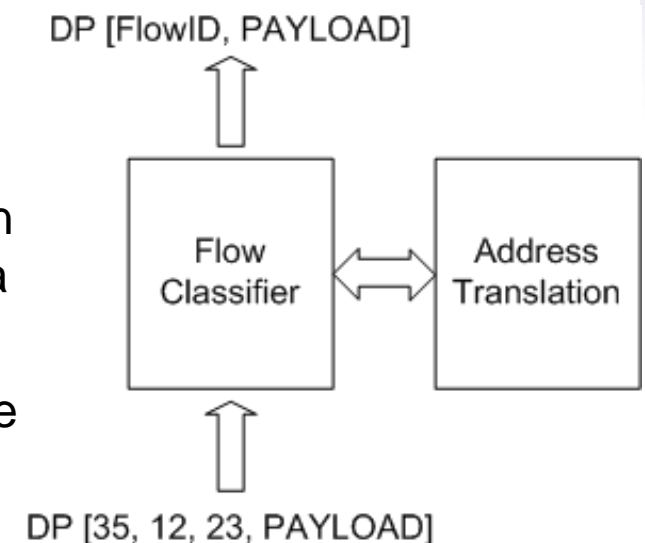 DP [FlowID, PAYLOAD]
n
a
e
Flow
Classifier
Address
Translation
DP [35, 12, 23, PAYLOAD]